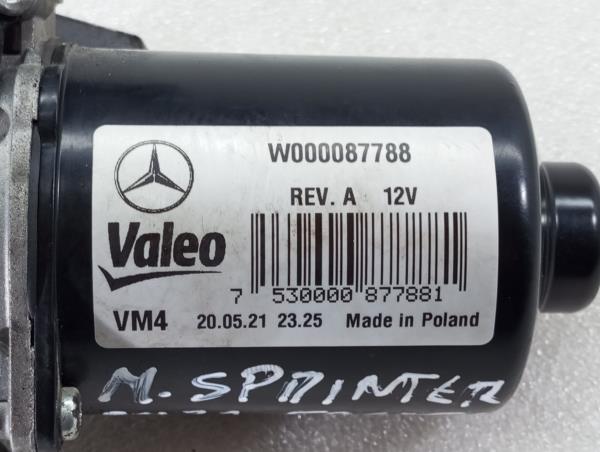 W000087788
REV. A 12V
Valeo
7 530000 877881
VM4 20.05.21 23.25 Made in Poland
M. SPRINTER